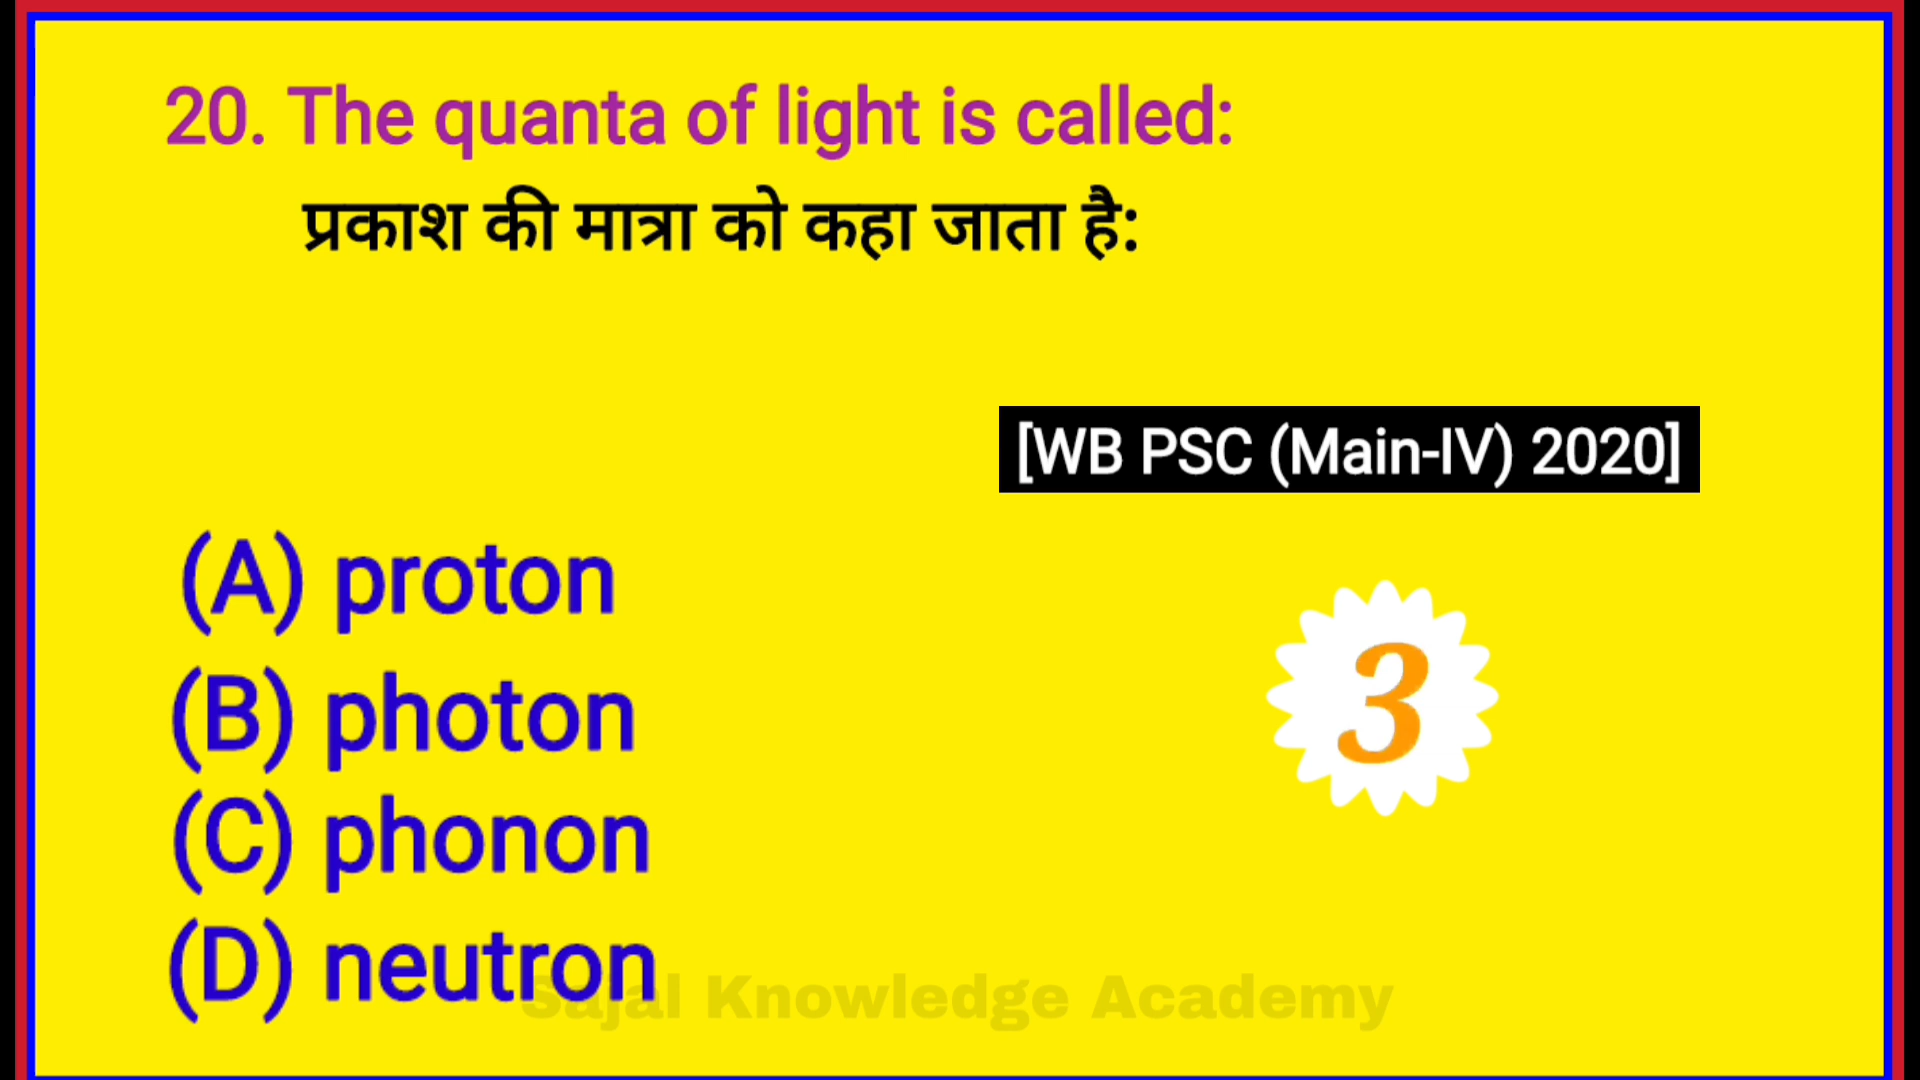 20. The quanta of light is called:
प्रकाश की मात्रा को कहा जाता है:
[WB PSC (Main-IV) 2020]
(A) proton
(B) photon
3
(C) phonon
(D) neutron
Sajal Knowledge Academy